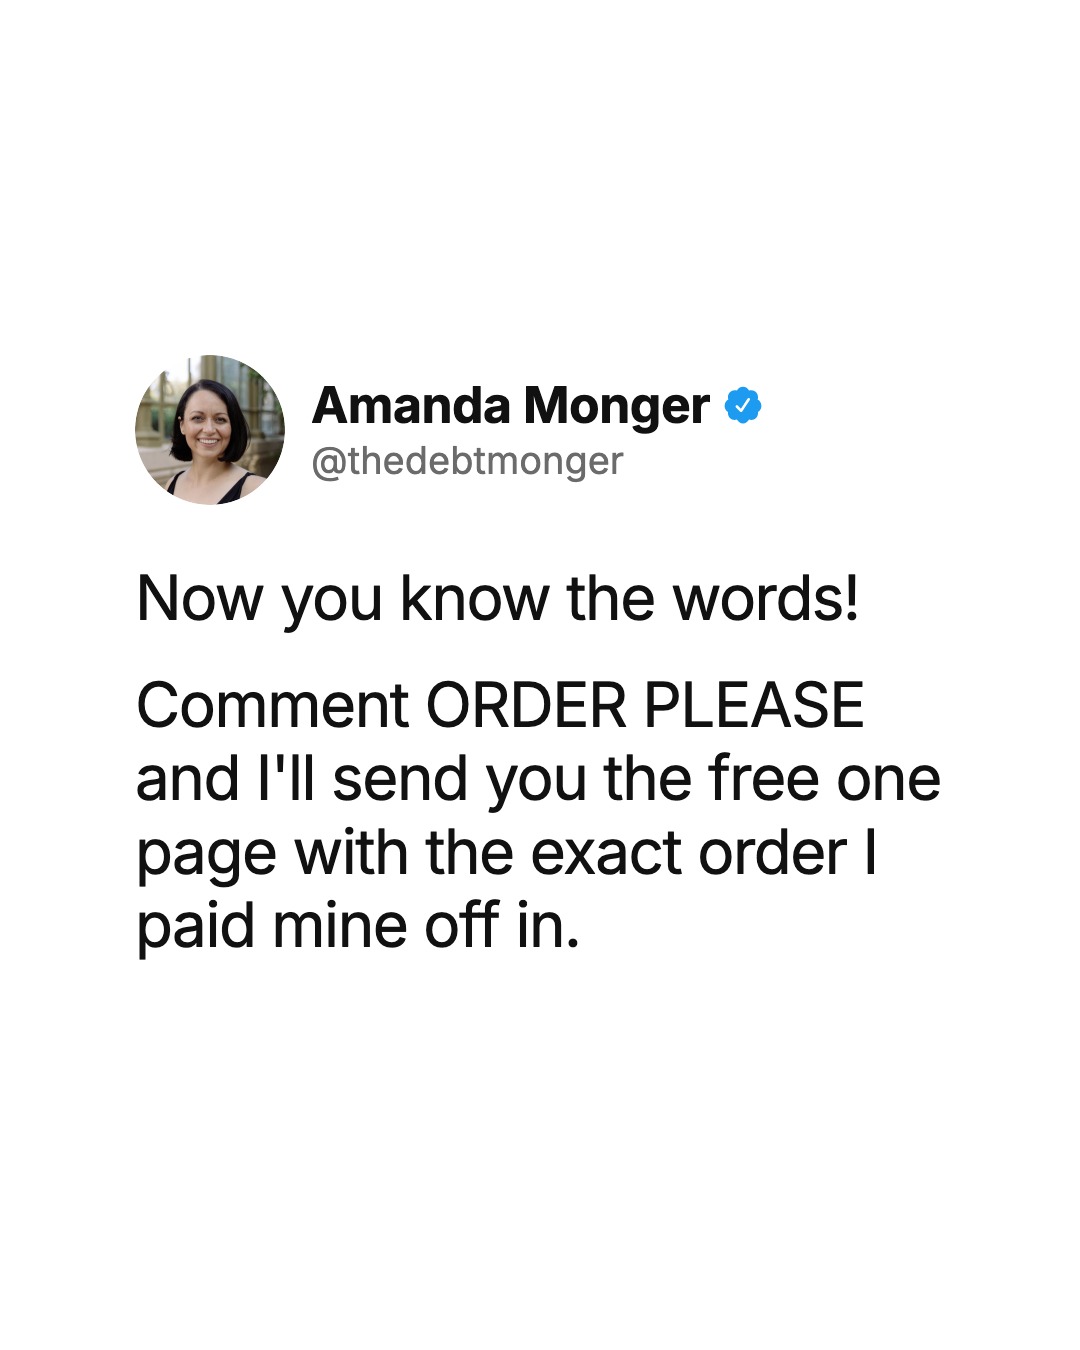 Amanda Monger
@thedebtmonger
Now you know the words!
Comment ORDER PLEASE
and I'll send you the free one
page with the exact order I
paid mine off in.